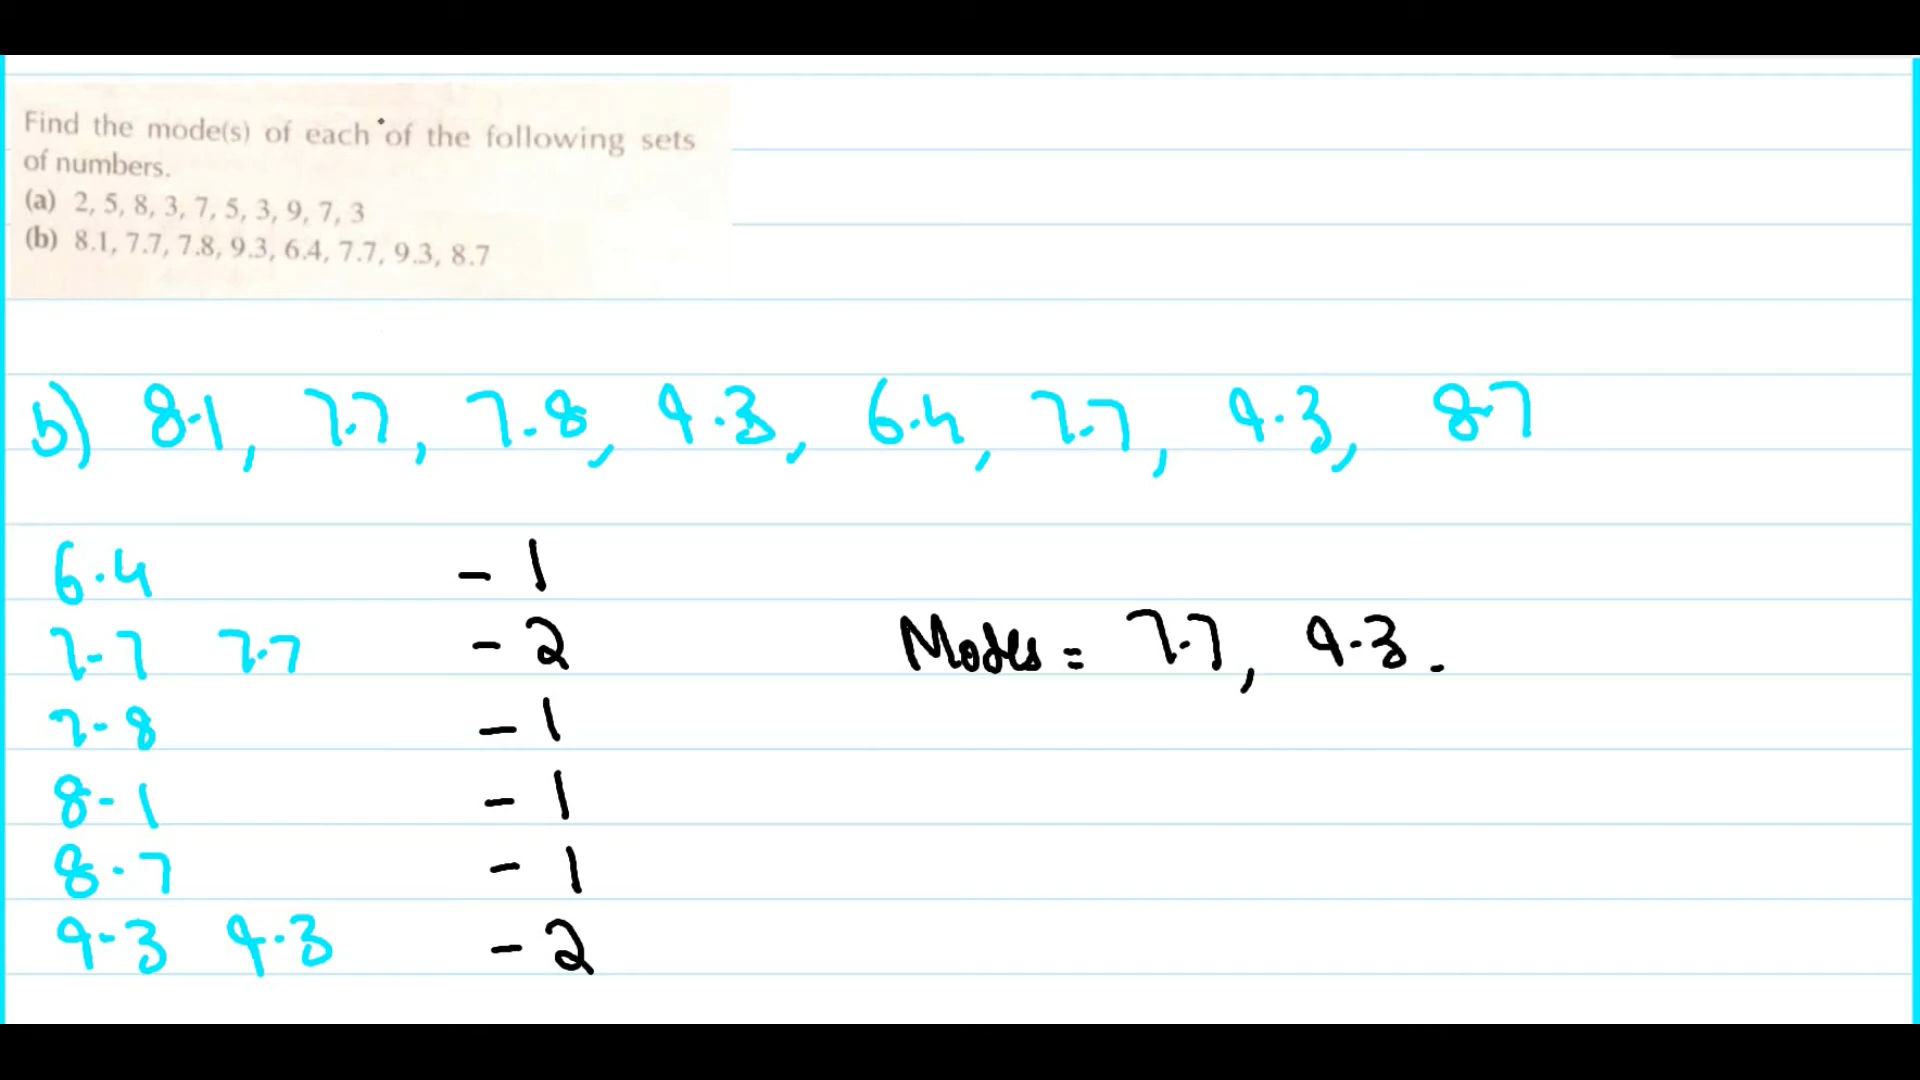 Find the mode(s) of each of the following sets
of numbers.
(a) 2, 5, 8, 3, 7, 5, 3, 9, 7, 3
(b) 8.1, 7.7, 7.8, 9.3, 6.4, 7.7, 9.3, 8.7
b) 8.1, 7.7, 7.8, 9.3, 6.4, 7.7, 9.3, 8.7
6.4 - 1
7.7 7.7 - 2
Modes = 7.7, 9.3.
7.8 - 1
8.1 - 1
8.7 - 1
9.3 9.3 - 2